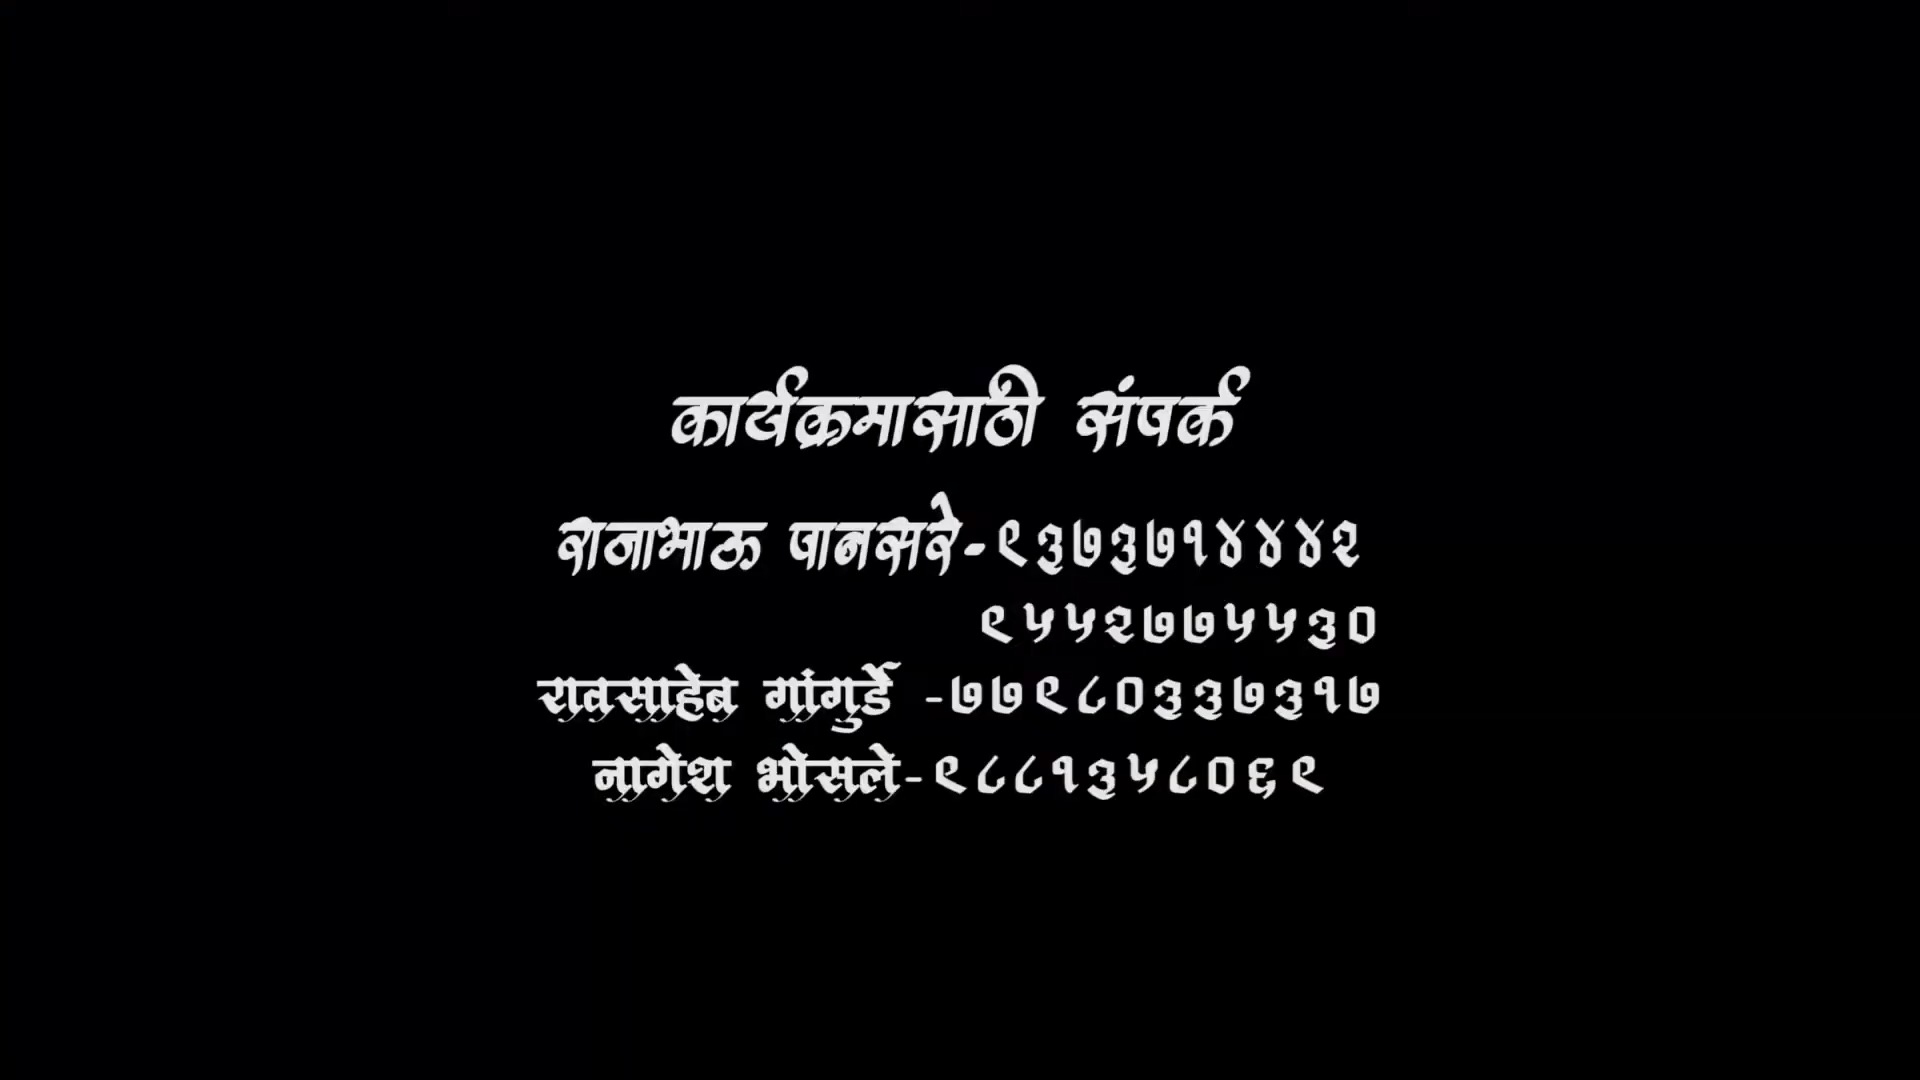 कार्यक्रमासाठी संपर्क
राजाभाऊ पानसरे-९३७३७१४४४२
९५५२७७५५३०
रावसाहेब गांगुर्डे -७७९८०३३७३१७
नागेश भोसले-९८८१३५८०६९